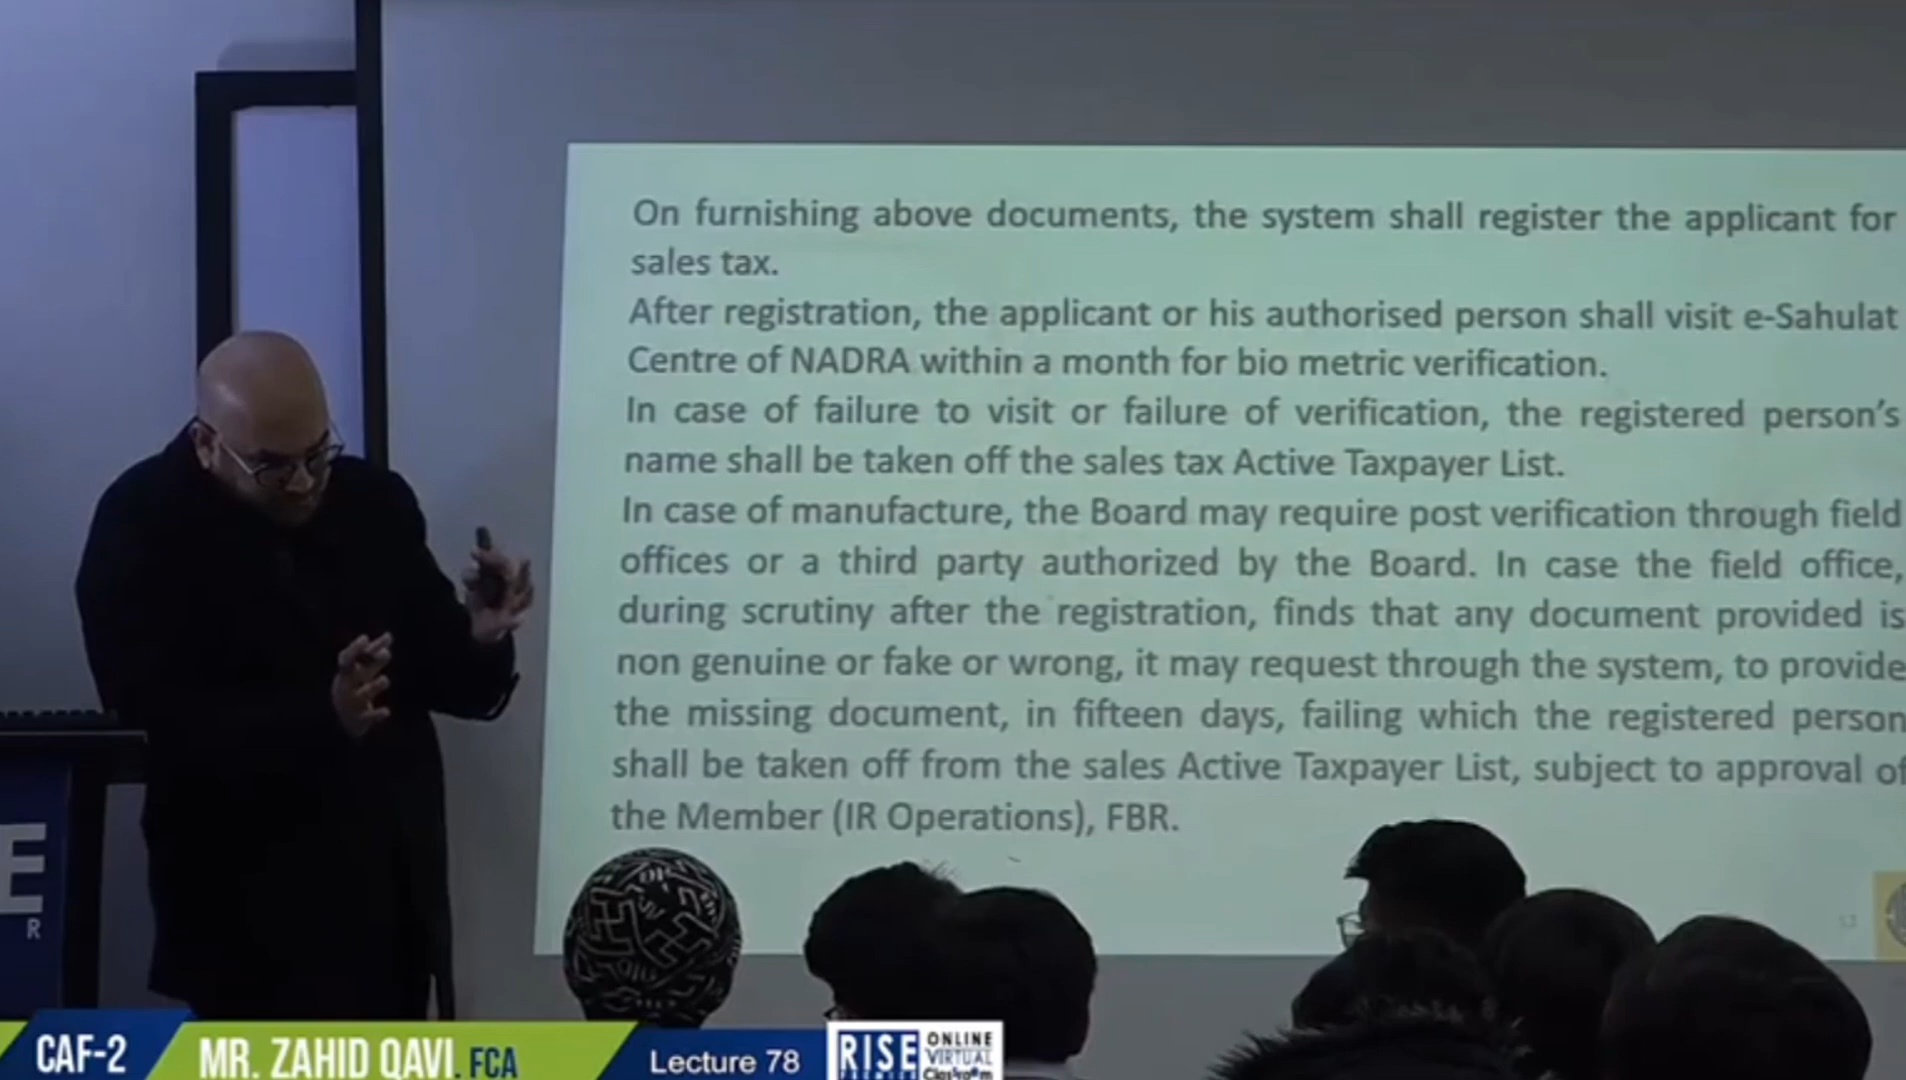 On furnishing above documents, the system shall register the applicant for
sales tax.
After registration, the applicant or his authorised person shall visit e-Sahulat
Centre of NADRA within a month for bio metric verification.
In case of failure to visit or failure of verification, the registered person's
name shall be taken off the sales tax Active Taxpayer List.
In case of manufacture, the Board may require post verification through field
offices or a third party authorized by the Board. In case the field office,
during scrutiny after the registration, finds that any document provided is
non genuine or fake or wrong, it may request through the system, to provide
the missing document, in fifteen days, failing which the registered person
shall be taken off from the sales Active Taxpayer List, subject to approval of
the Member (IR Operations), FBR.
E
R
CAF-2
MR. ZAHID QAVI. FCA
Lecture 78
RISE
ONLINE
VIRTUAL